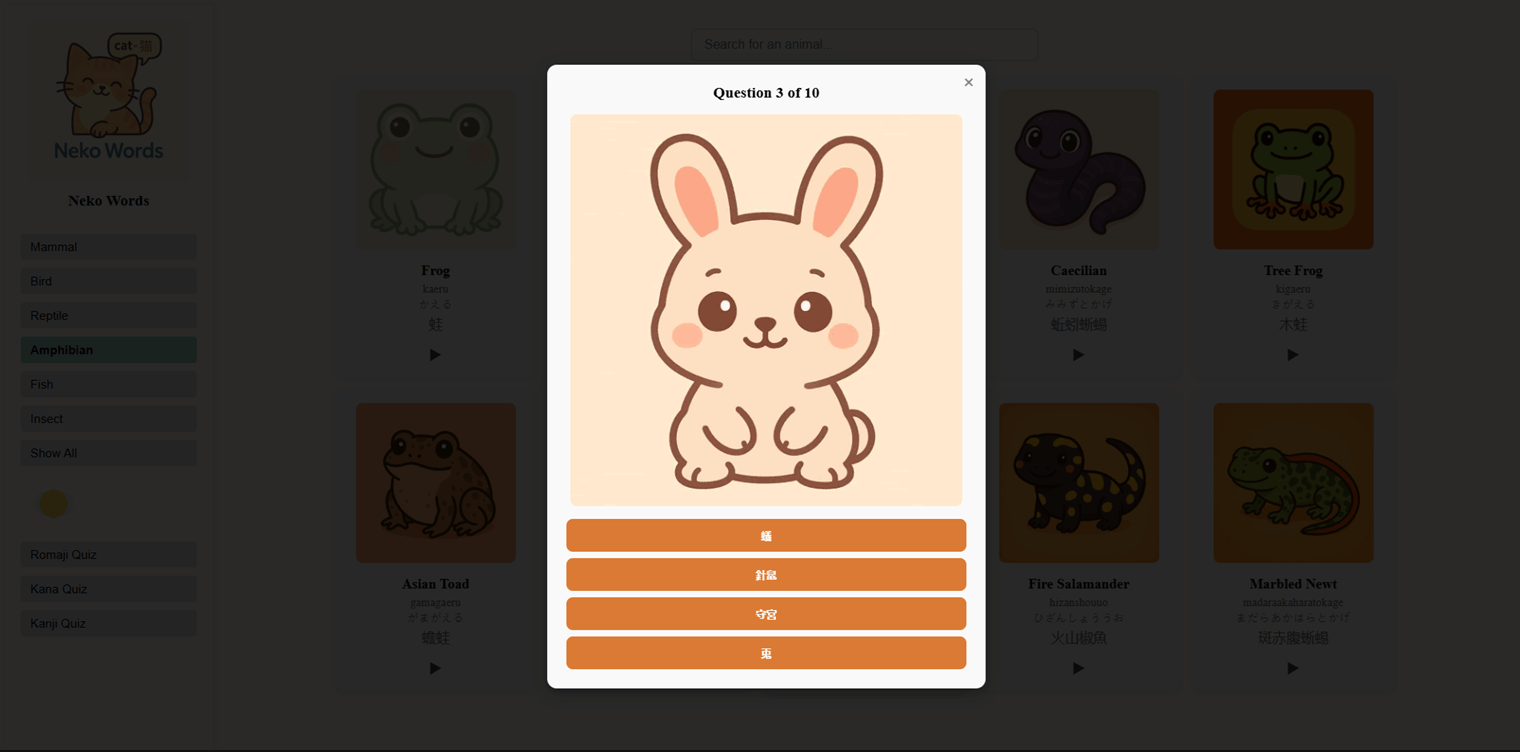 cat-猫
Neko Words
Neko Words
Mammal
Bird
Reptile
Amphibian
Fish
Insect
Show All
Romaji Quiz
Kana Quiz
Kanji Quiz
Search for an animal...
Frog
kaeru
かえる
蛙
Caecilian
mimizutokage
みみずとかげ
蚯蚓蜥蜴
Tree Frog
kigaeru
きがえる
木蛙
Asian Toad
gamagaeru
がまがえる
蟾蛙
Fire Salamander
hizanshouuo
ひざんしょううお
火山椒魚
Marbled Newt
madaraakaharatokage
まだらあかはらとかげ
斑赤腹蜥蜴
Question 3 of 10
×
針鼠
守宮
兎